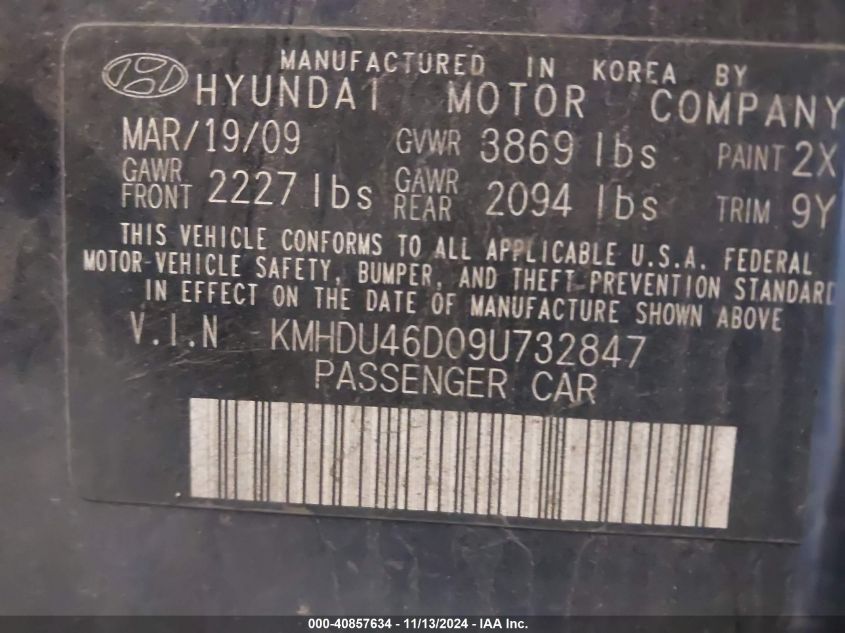 MANUFACTURED IN KOREA BY
HYUNDAI MOTOR COMPANY
MAR/19/09 GVWR 3869 lbs PAINT 2X
GAWR FRONT 2227 lbs GAWR REAR 2094 lbs TRIM 9Y
THIS VEHICLE CONFORMS TO ALL APPLICABLE U.S.A. FEDERAL
MOTOR-VEHICLE SAFETY, BUMPER, AND THEFT PREVENTION STANDARD
IN EFFECT ON THE DATE OF MANUFACTURE SHOWN ABOVE
V.I.N KMHDU46D09U732847
PASSENGER CAR
000-40857634 - 11/13/2024 - IAA Inc.